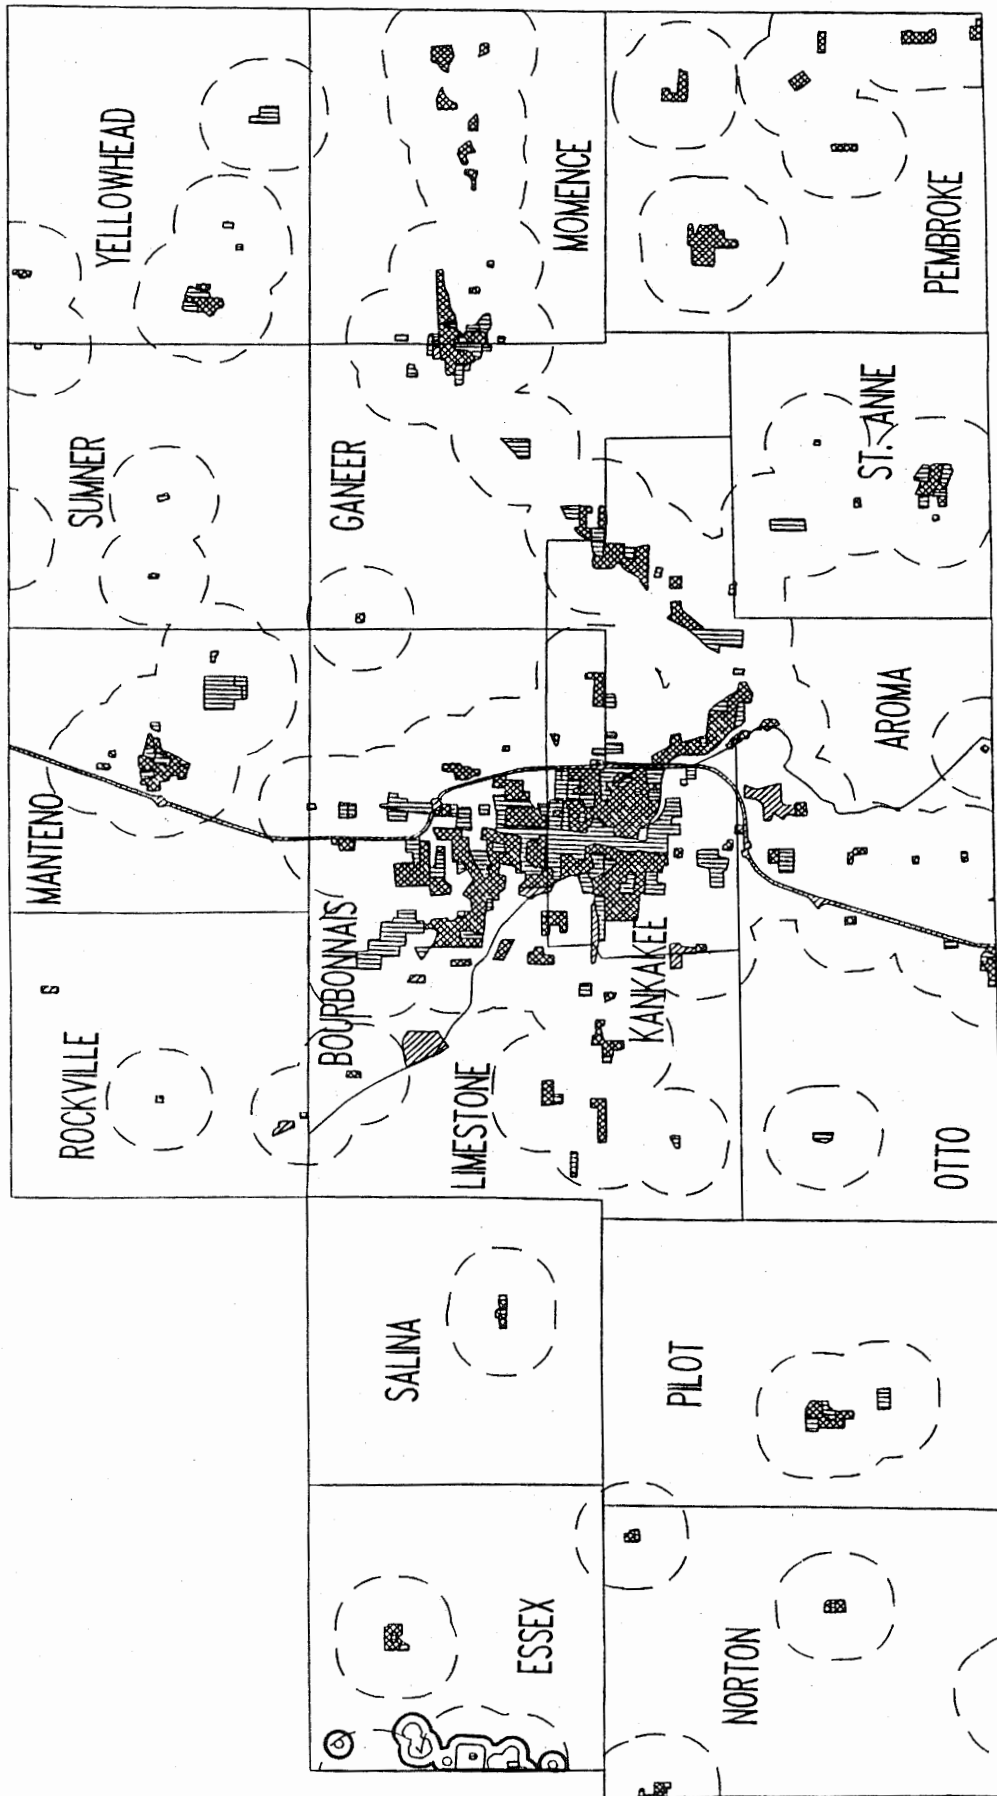 ROCKVILLE
MANTENO
SUMNER
YELLOWHEAD
ESSEX
SALINA
LIMESTONE
BOURBONNAIS
KANKAKEE
GANEER
MOMENCE
NORTON
PILOT
OTTO
AROMA
ST. ANNE
PEMBROKE